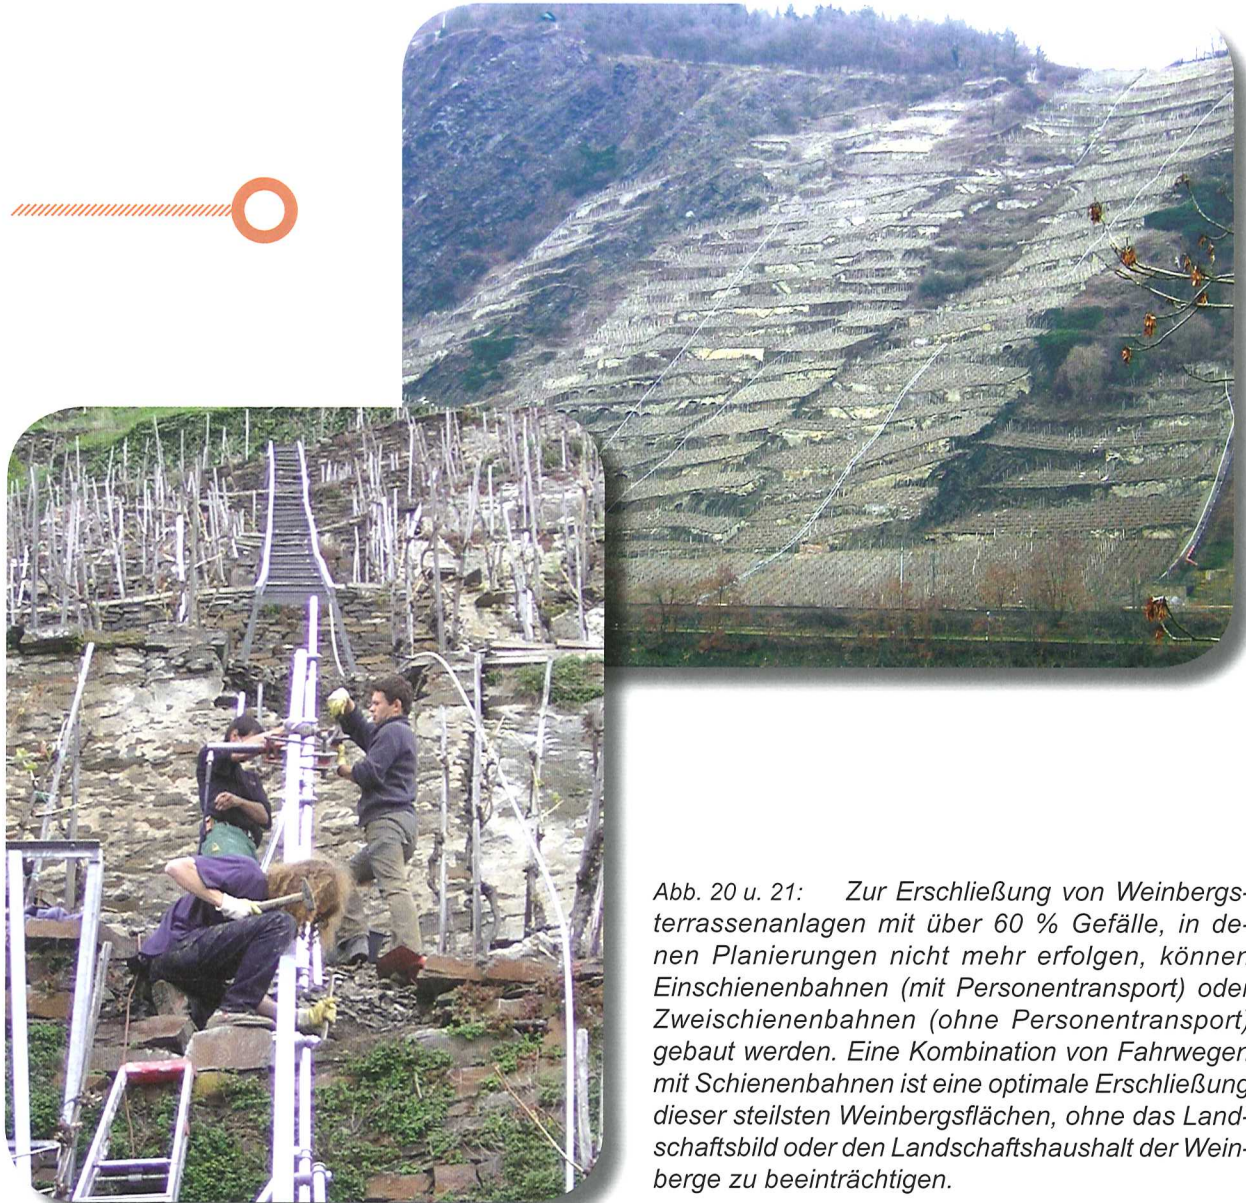 Abb. 20 u. 21: Zur Erschließung von Weinbergs-
terrassenanlagen mit über 60 % Gefälle, in de-
nen Planierungen nicht mehr erfolgen, können
Einschienenbahnen (mit Personentransport) oder
Zweischienenbahnen (ohne Personentransport)
gebaut werden. Eine Kombination von Fahrwegen
mit Schienenbahnen ist eine optimale Erschließung
dieser steilsten Weinbergsflächen, ohne das Land-
schaftsbild oder den Landschaftshaushalt der Wein-
berge zu beeinträchtigen.